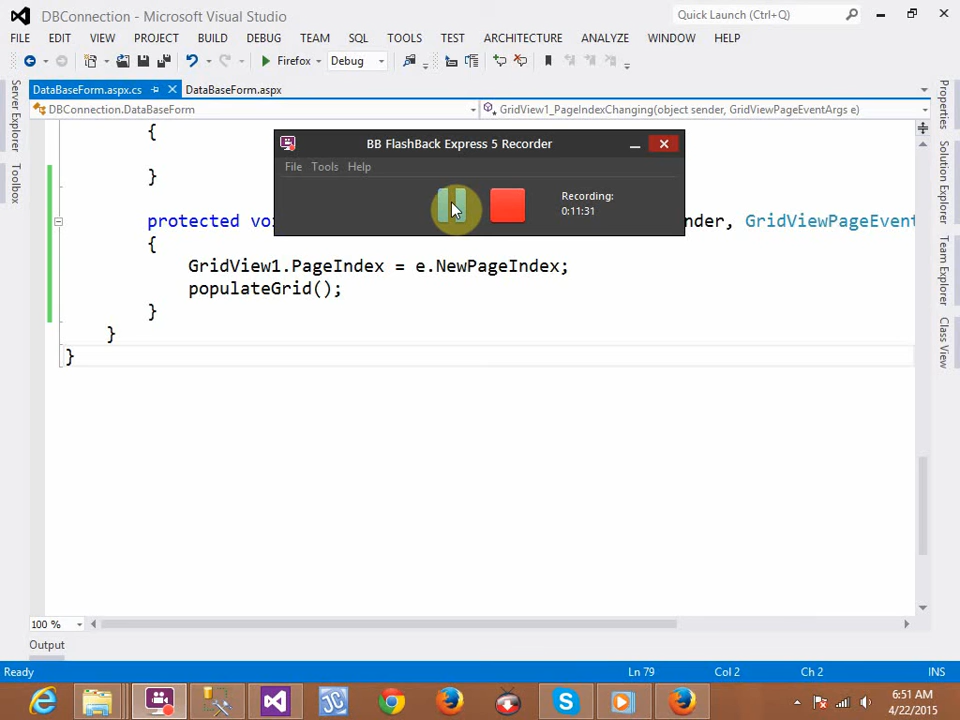 DBConnection - Microsoft Visual Studio
Quick Launch (Ctrl+Q)
FILE EDIT VIEW PROJECT BUILD DEBUG TEAM SQL TOOLS TEST ARCHITECTURE ANALYZE WINDOW HELP
Firefox Debug
DataBaseForm.aspx.cs DataBaseForm.aspx
DBConnection.DataBaseForm GridView1_PageIndexChanging(object sender, GridViewPageEventArgs e)
Server Explorer
Toolbox
Properties
Solution Explorer
Team Explorer
Class View
{
BB FlashBack Express 5 Recorder
File Tools Help
Recording:
0:11:31
}
protected voi nder, GridViewPageEvent
{
GridView1.PageIndex = e.NewPageIndex;
populateGrid();
}
}
}
100 %
Output
Ready Ln 79 Col 2 Ch 2 INS
JC
S
6:51 AM
4/22/2015